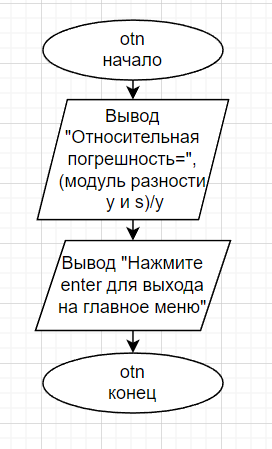 otn
начало
Вывод
"Относительная
погрешность=",
(модуль разности
y и s)/y
Вывод "Нажмите
enter для выхода
на главное меню"
otn
конец